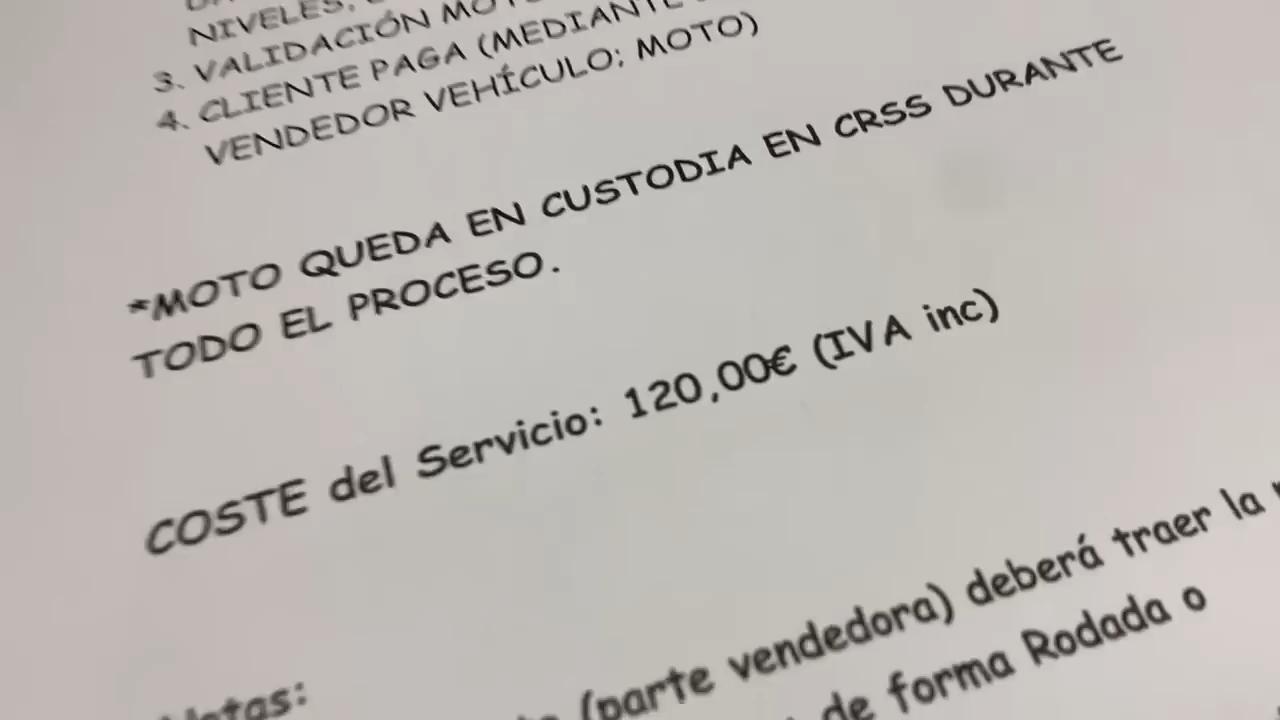 NIVELES,
3. VALIDACIÓN
4. CLIENTE PAGA (MEDIANTE
VENDEDOR VEHÍCULO: MOTO)
*MOTO QUEDA EN CUSTODIA EN CRSS DURANTE
TODO EL PROCESO.
COSTE del Servicio: 120,00€ (IVA inc)
Notas:
(parte vendedora) deberá traer la
de forma Rodada o